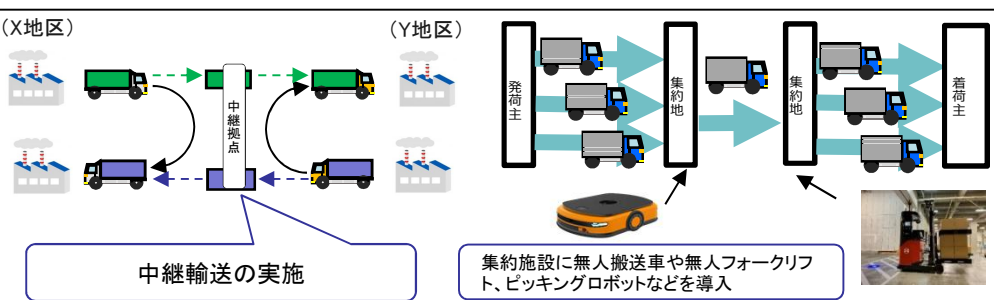 （X地区）
（Y地区）
中継拠点
中継輸送の実施
発荷主
集約地
集約地
着荷主
集約施設に無人搬送車や無人フォークリフ
ト、ピッキングロボットなどを導入